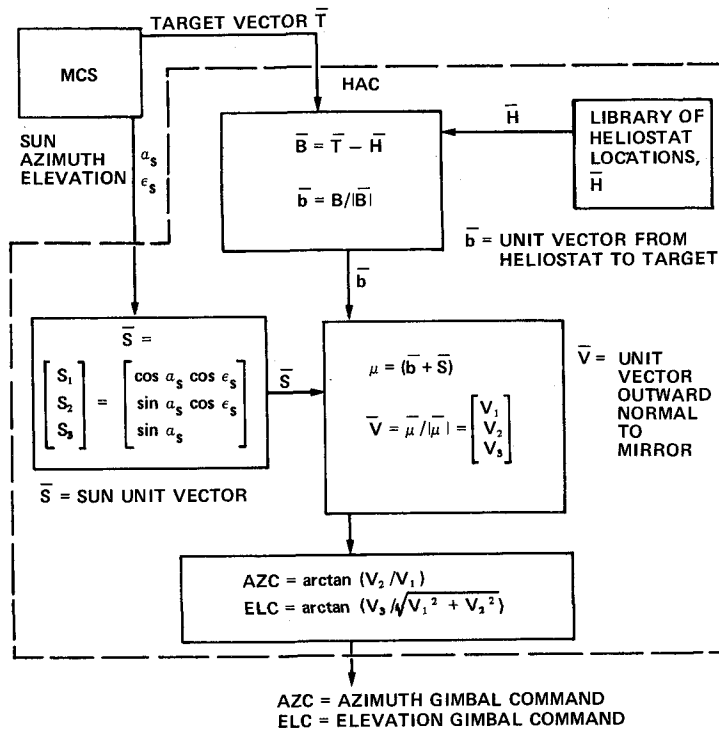 TARGET VECTOR T̅
MCS
HAC
SUN
AZIMUTH
ELEVATION
α_s
ϵ_s
B̅ = T̅ − H̅
b̅ = B/|B̅|
H̅
LIBRARY OF
HELIOSTAT
LOCATIONS,
H̅
b̅ = UNIT VECTOR FROM
HELIOSTAT TO TARGET
b̅
S̅ =
[S₁ S₂ S₃] = [cos α_s cos ϵ_s
sin α_s cos ϵ_s
sin α_s]
S̅
S̅ = SUN UNIT VECTOR
μ = (b̅ + S̅)
V̅ = μ̅/|μ̅| = [V₁ V₂ V₃]
V̅ = UNIT
VECTOR
OUTWARD
NORMAL
TO
MIRROR
AZC = arctan (V₂/V₁)
ELC = arctan (V₃/√V₁² + V₂²)
AZC = AZIMUTH GIMBAL COMMAND
ELC = ELEVATION GIMBAL COMMAND